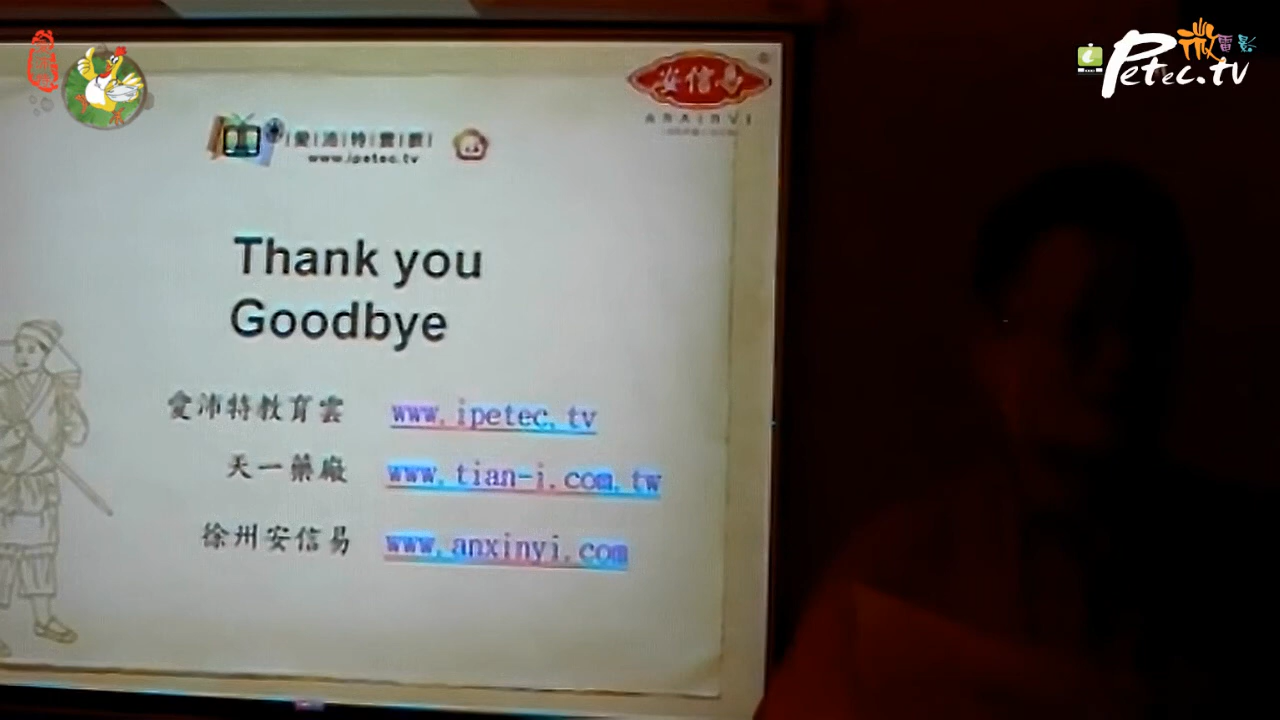 安信易
ANXINYI
微電影
iPetec.tv
愛沛特雲教
www.ipetec.tv
Thank you
Goodbye
愛沛特教育雲 www.ipetec.tv
天一藥廠 www.tian-i.com.tw
徐州安信易 www.anxinyi.com